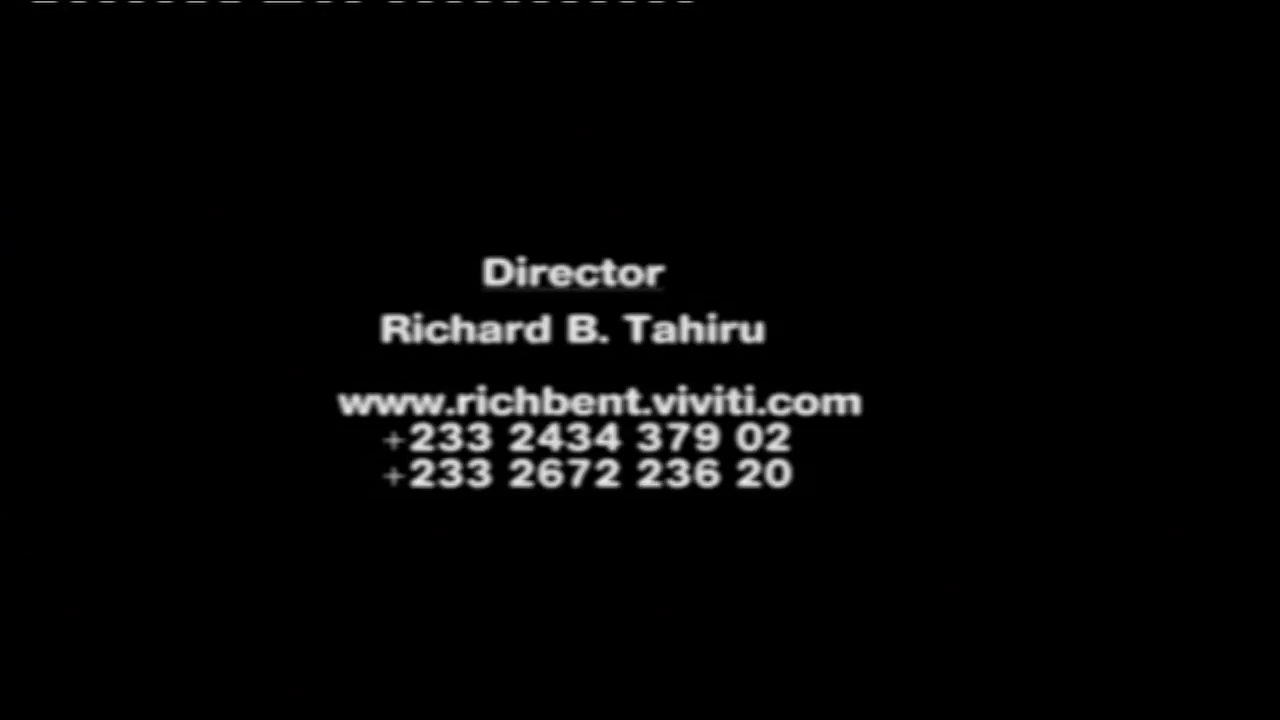 Director
Richard B. Tahiru
www.richbent.viviti.com
+233 2434 379 02
+233 2672 236 20